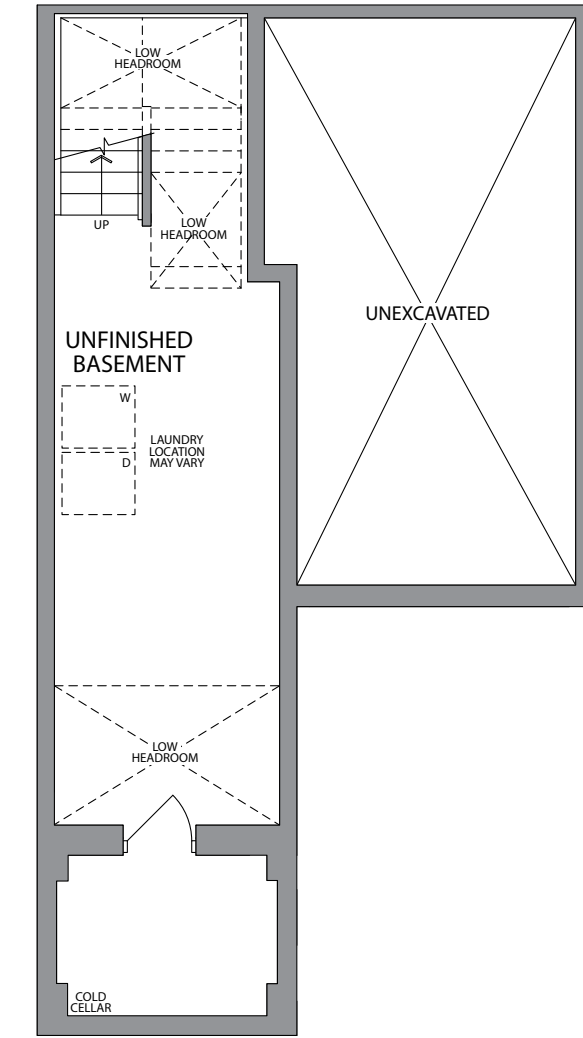 LOW
HEADROOM
UP
LOW
HEADROOM
UNEXCAVATED
UNFINISHED
BASEMENT
W
LAUNDRY
LOCATION
MAY VARY
D
LOW
HEADROOM
COLD
CELLAR